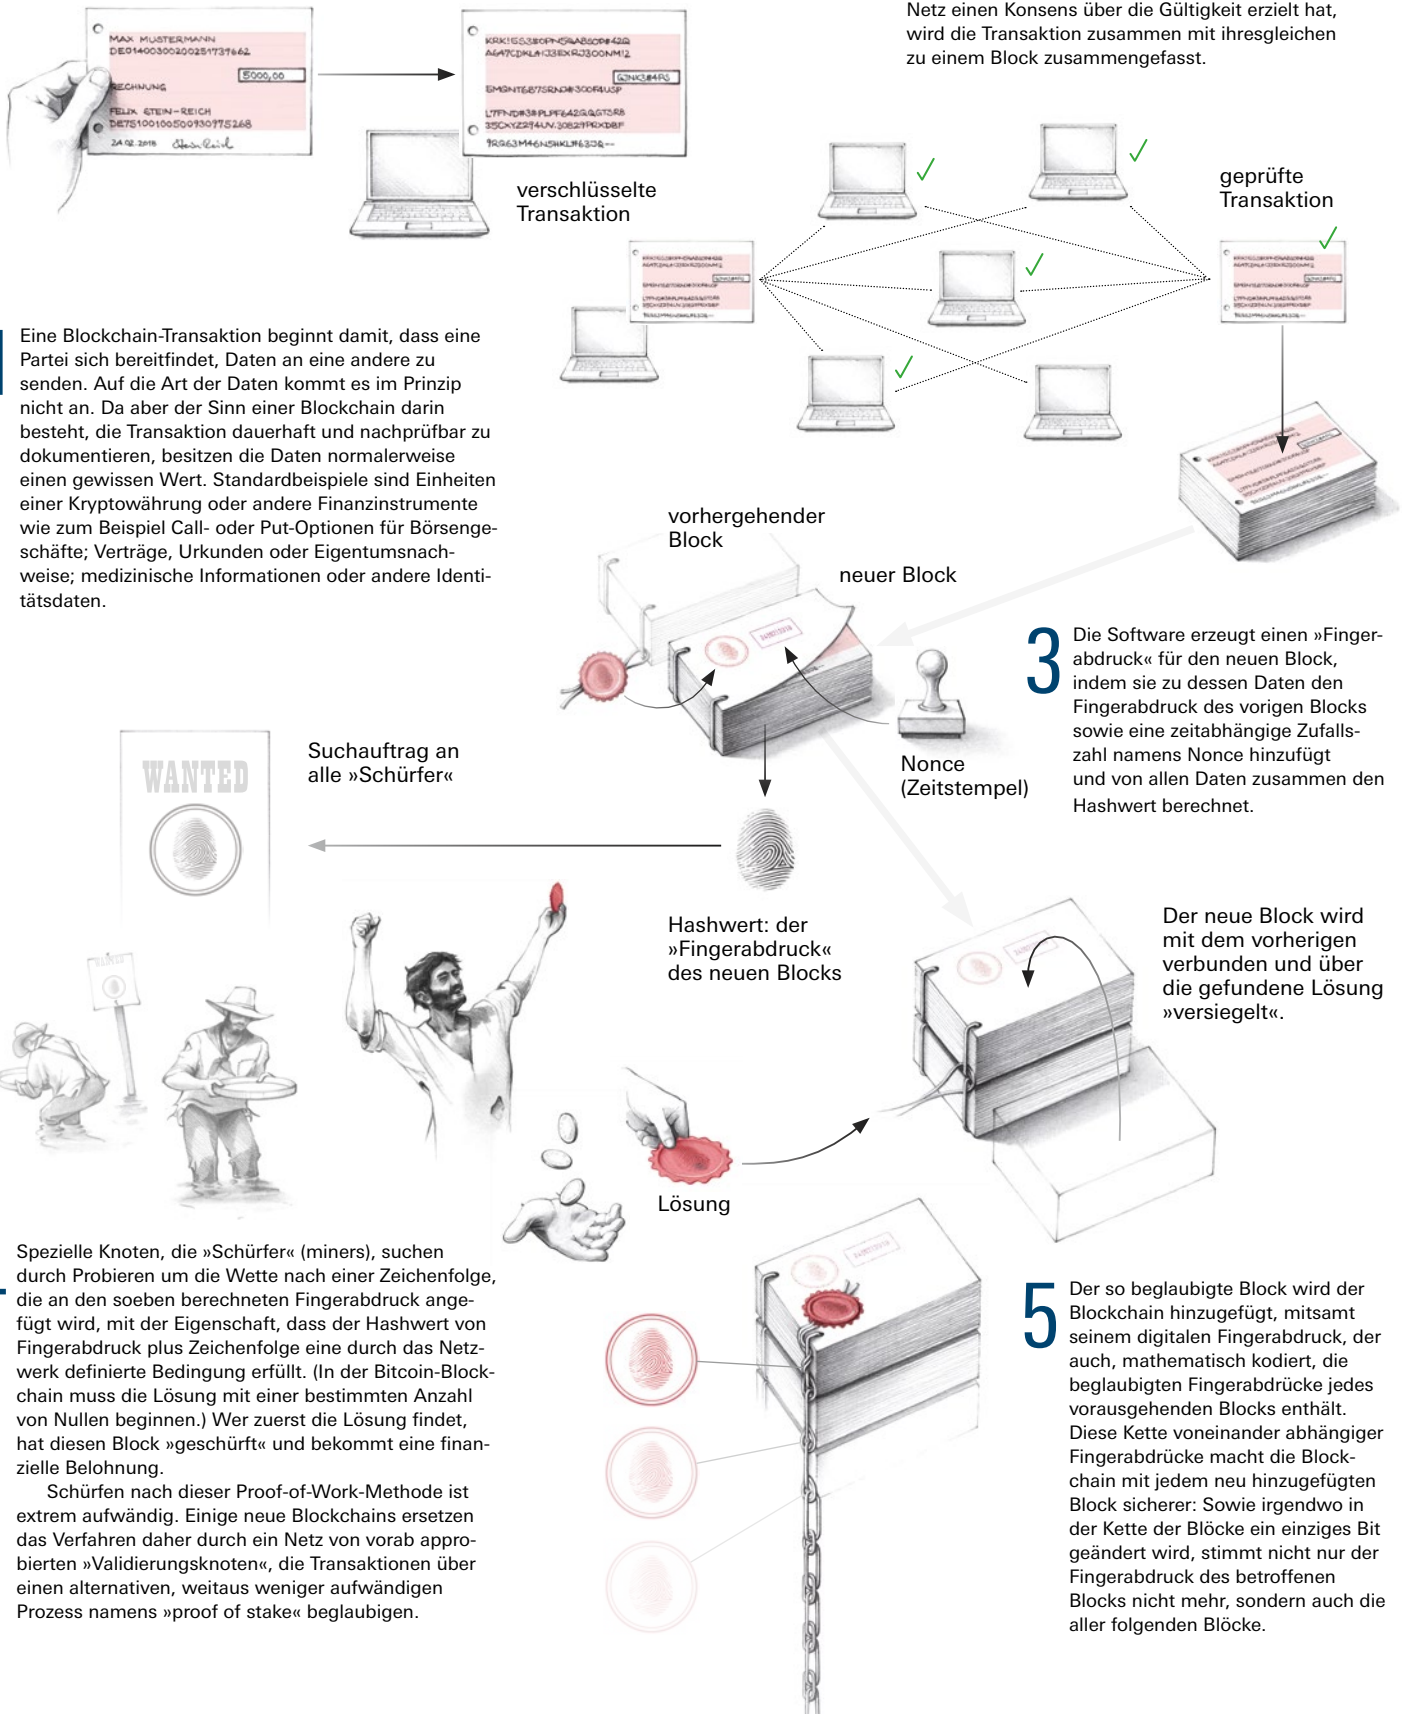 MAX MUSTERMANN
DE01400300200251739662
5000,00
RECHNUNG
FELIX STEIN-REICH
DE75100100500930975268
24.02.2018
verschlüsselte
Transaktion
Netz einen Konsens über die Gültigkeit erzielt hat,
wird die Transaktion zusammen mit ihresgleichen
zu einem Block zusammengefasst.
geprüfte
Transaktion
Eine Blockchain-Transaktion beginnt damit, dass eine
Partei sich bereitfindet, Daten an eine andere zu
senden. Auf die Art der Daten kommt es im Prinzip
nicht an. Da aber der Sinn einer Blockchain darin
besteht, die Transaktion dauerhaft und nachprüfbar zu
dokumentieren, besitzen die Daten normalerweise
einen gewissen Wert. Standardbeispiele sind Einheiten
einer Kryptowährung oder andere Finanzinstrumente
wie zum Beispiel Call- oder Put-Optionen für Börsenge-
schäfte; Verträge, Urkunden oder Eigentumsnach-
weise; medizinische Informationen oder andere Identi-
tätsdaten.
vorhergehender
Block
neuer Block
3
Die Software erzeugt einen »Finger-
abdruck« für den neuen Block,
indem sie zu dessen Daten den
Fingerabdruck des vorigen Blocks
sowie eine zeitabhängige Zufalls-
zahl namens Nonce hinzufügt
und von allen Daten zusammen den
Hashwert berechnet.
Nonce
(Zeitstempel)
Suchauftrag an
alle »Schürfer«
WANTED
Hashwert: der
»Fingerabdruck«
des neuen Blocks
Der neue Block wird
mit dem vorherigen
verbunden und über
die gefundene Lösung
»versiegelt«.
WANTED
Lösung
Spezielle Knoten, die »Schürfer« (miners), suchen
durch Probieren um die Wette nach einer Zeichenfolge,
die an den soeben berechneten Fingerabdruck ange-
fügt wird, mit der Eigenschaft, dass der Hashwert von
Fingerabdruck plus Zeichenfolge eine durch das Netz-
werk definierte Bedingung erfüllt. (In der Bitcoin-Block-
chain muss die Lösung mit einer bestimmten Anzahl
von Nullen beginnen.) Wer zuerst die Lösung findet,
hat diesen Block »geschürft« und bekommt eine finan-
zielle Belohnung.
Schürfen nach dieser Proof-of-Work-Methode ist
extrem aufwändig. Einige neue Blockchains ersetzen
das Verfahren daher durch ein Netz von vorab appro-
bierten »Validierungsknoten«, die Transaktionen über
einen alternativen, weitaus weniger aufwändigen
Prozess namens »proof of stake« beglaubigen.
5
Der so beglaubigte Block wird der
Blockchain hinzugefügt, mitsamt
seinem digitalen Fingerabdruck, der
auch, mathematisch kodiert, die
beglaubigten Fingerabdrücke jedes
vorausgehenden Blocks enthält.
Diese Kette voneinander abhängiger
Fingerabdrücke macht die Block-
chain mit jedem neu hinzugefügten
Block sicherer: Sowie irgendwo in
der Kette der Blöcke ein einziges Bit
geändert wird, stimmt nicht nur der
Fingerabdruck des betroffenen
Blocks nicht mehr, sondern auch die
aller folgenden Blöcke.